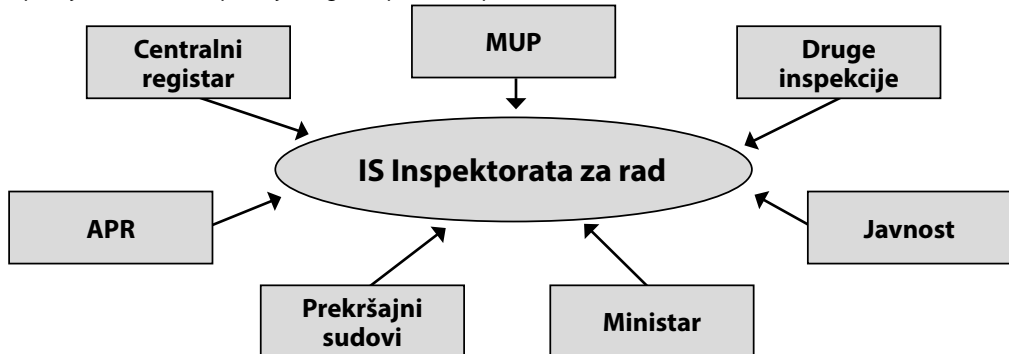 Centralni
registar
MUP
Druge
inspekcije
IS Inspektorata za rad
APR
Javnost
Prekršajni
sudovi
Ministar